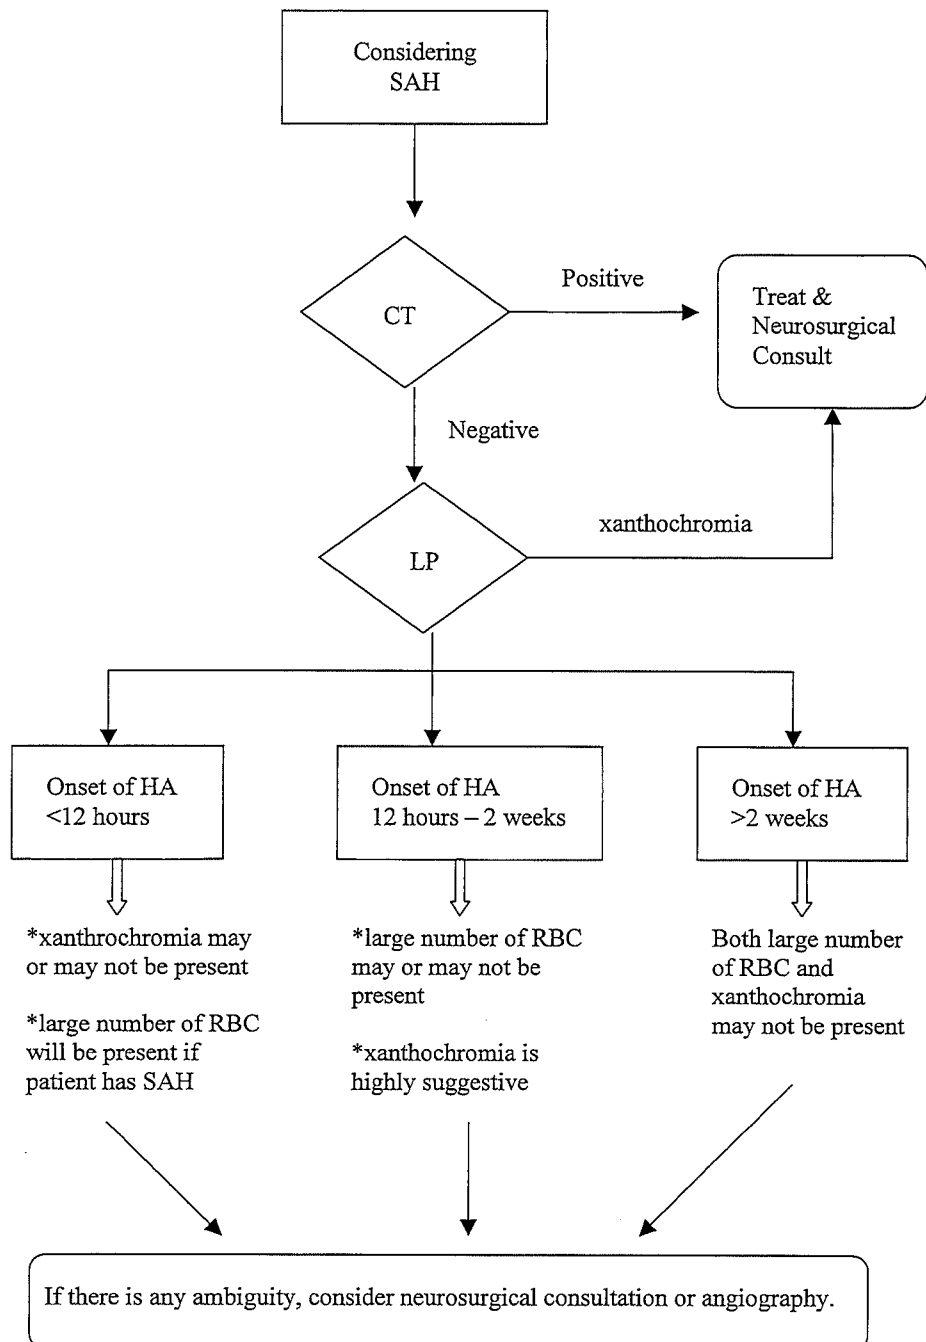 Considering
SAH
CT
Positive
Treat &
Neurosurgical
Consult
Negative
LP
xanthochromia
Onset of HA
<12 hours
Onset of HA
12 hours – 2 weeks
Onset of HA
>2 weeks
*xanthrochromia may
or may not be present
*large number of RBC
will be present if
patient has SAH
*large number of RBC
may or may not be
present
*xanthochromia is
highly suggestive
Both large number
of RBC and
xanthochromia
may not be present
If there is any ambiguity, consider neurosurgical consultation or angiography.